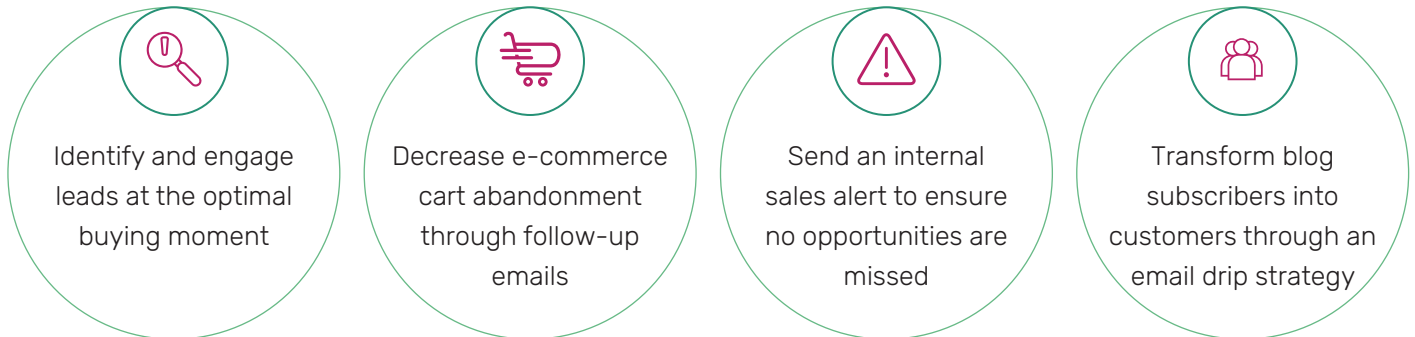 Identify and engage
leads at the optimal
buying moment
Decrease e-commerce
cart abandonment
through follow-up
emails
Send an internal
sales alert to ensure
no opportunities are
missed
Transform blog
subscribers into
customers through an
email drip strategy